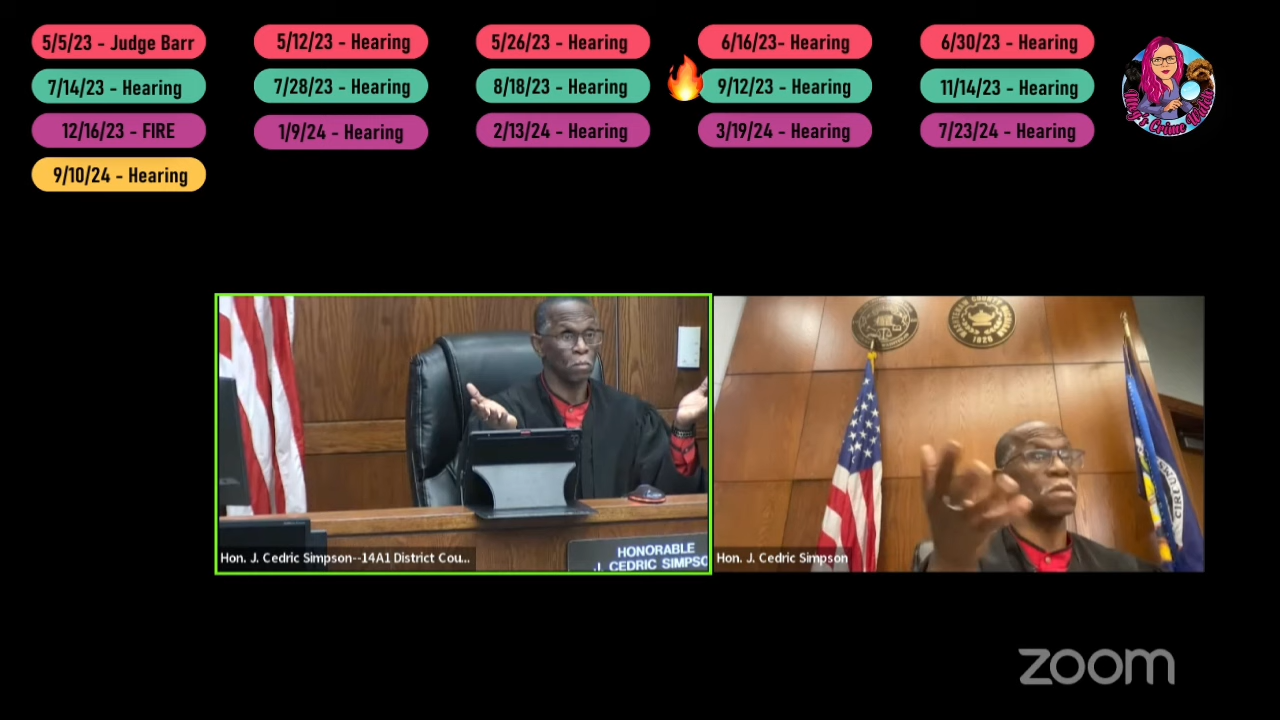 5/5/23 - Judge Barr
5/12/23 - Hearing
5/26/23 - Hearing
6/16/23- Hearing
6/30/23 - Hearing
7/14/23 - Hearing
7/28/23 - Hearing
8/18/23 - Hearing
9/12/23 - Hearing
11/14/23 - Hearing
12/16/23 - FIRE
1/9/24 - Hearing
2/13/24 - Hearing
3/19/24 - Hearing
7/23/24 - Hearing
9/10/24 - Hearing
1826
Hon. J. Cedric Simpson--14A1 District Cou...
HONORABLE
J. CEDRIC SIMPSO
Hon. J. Cedric Simpson
zoom